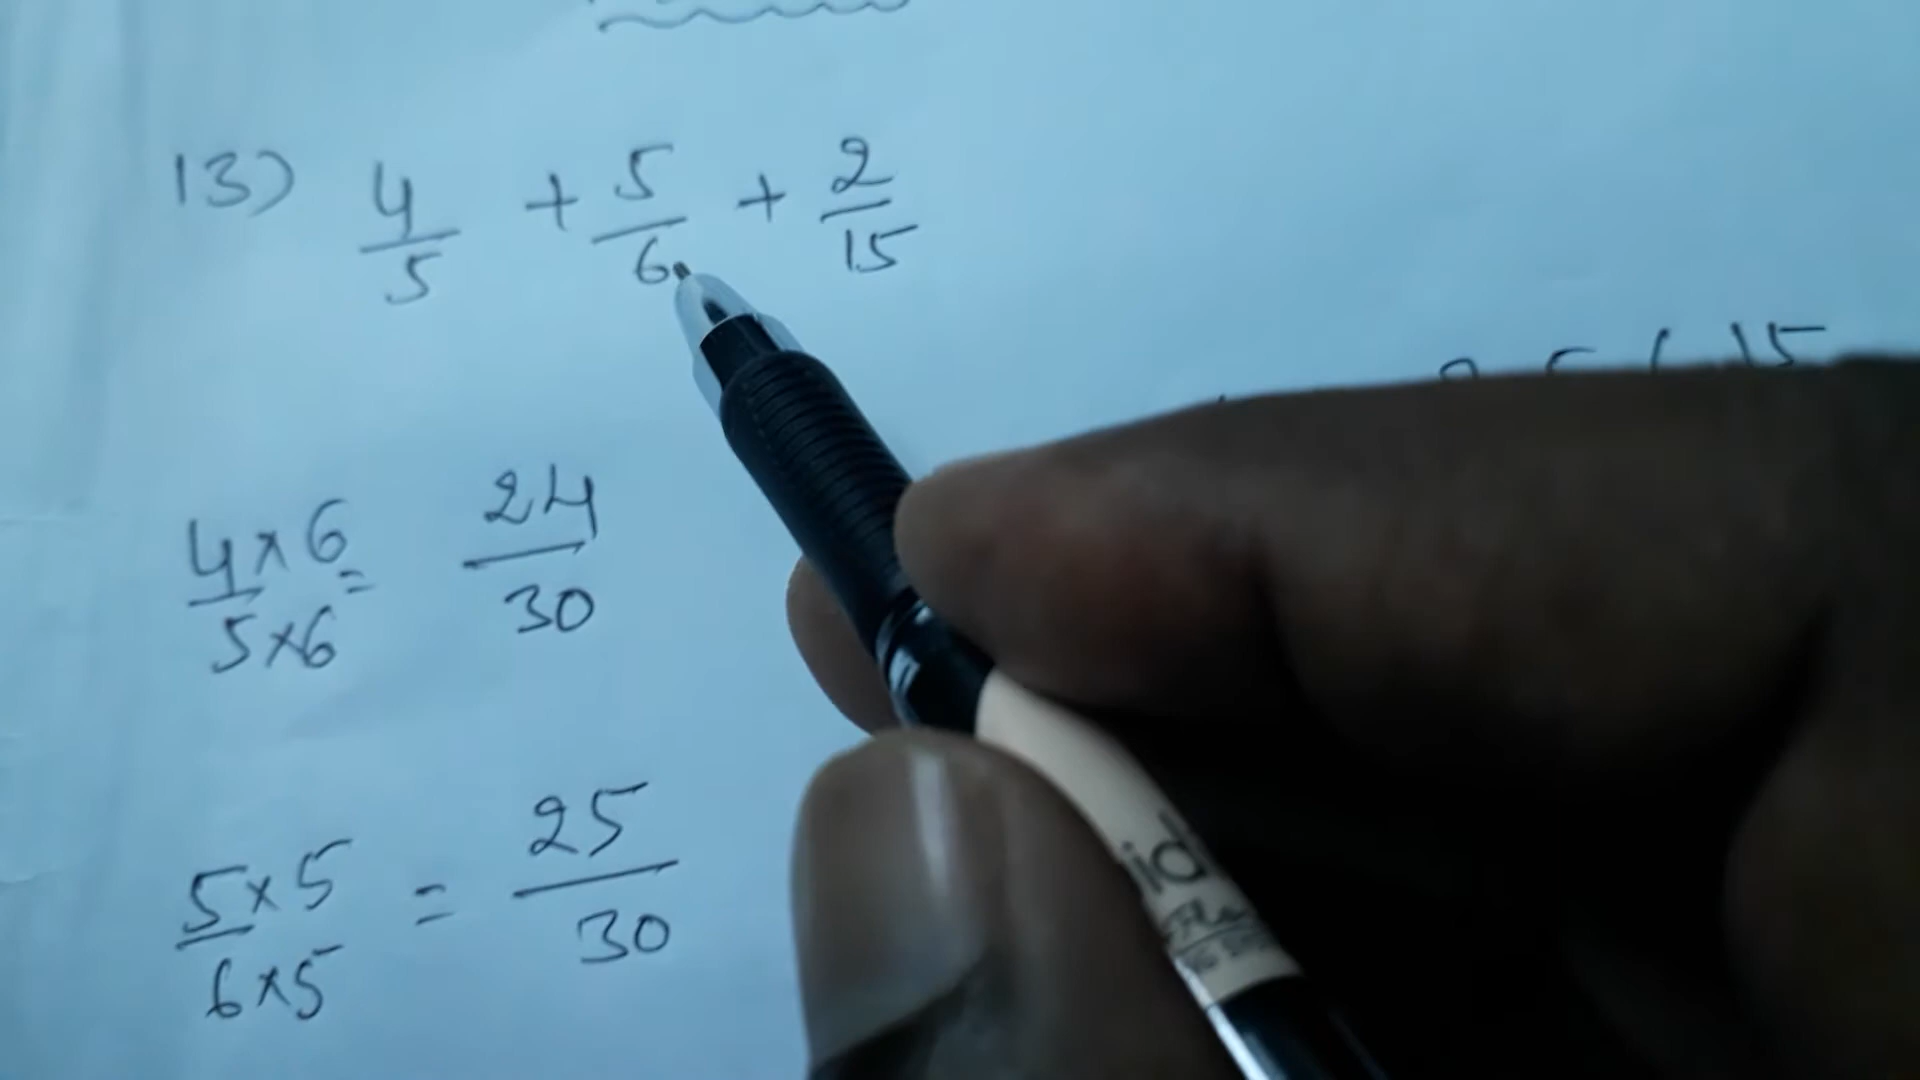 13) 4/5 + 5/6 + 2/15
15
4×6/5×6 = 24/30
5×5/6×5 = 25/30